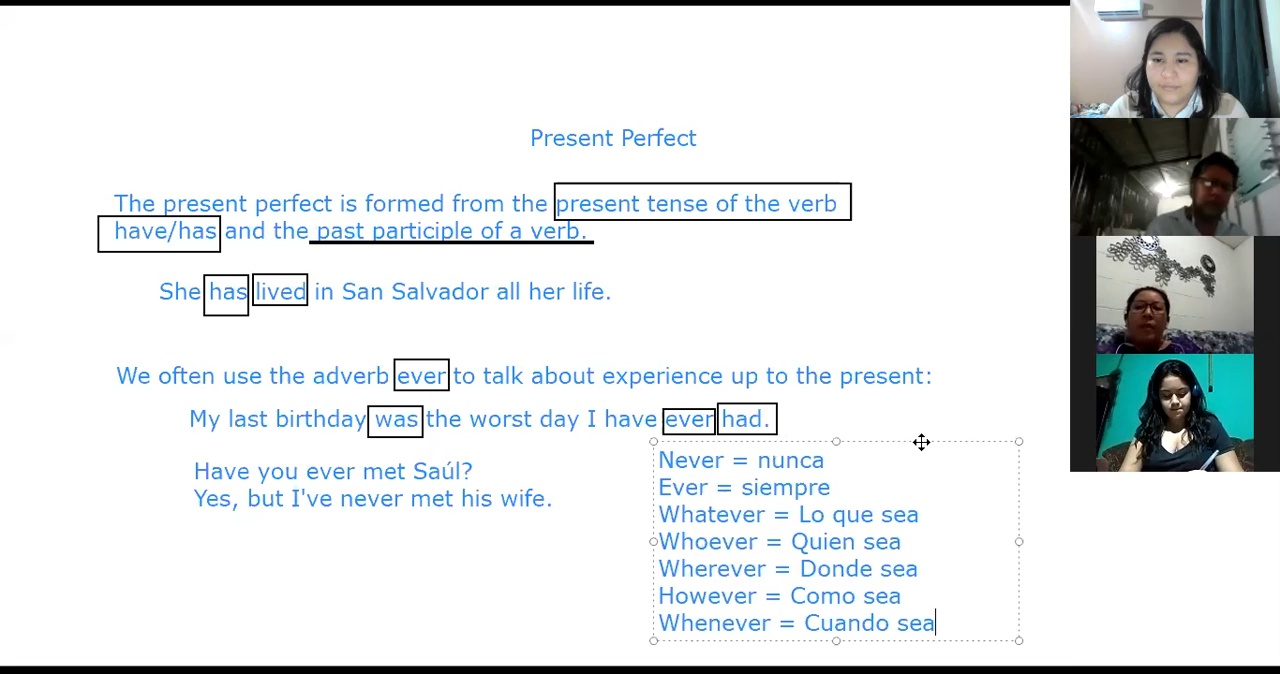 Present Perfect
The present perfect is formed from the present tense of the verb
have/has and the past participle of a verb.
She has lived in San Salvador all her life.
We often use the adverb ever to talk about experience up to the present:
My last birthday was the worst day I have ever had.
Have you ever met Saúl?
Yes, but I've never met his wife.
Never = nunca
Ever = siempre
Whatever = Lo que sea
Whoever = Quien sea
Wherever = Donde sea
However = Como sea
Whenever = Cuando sea